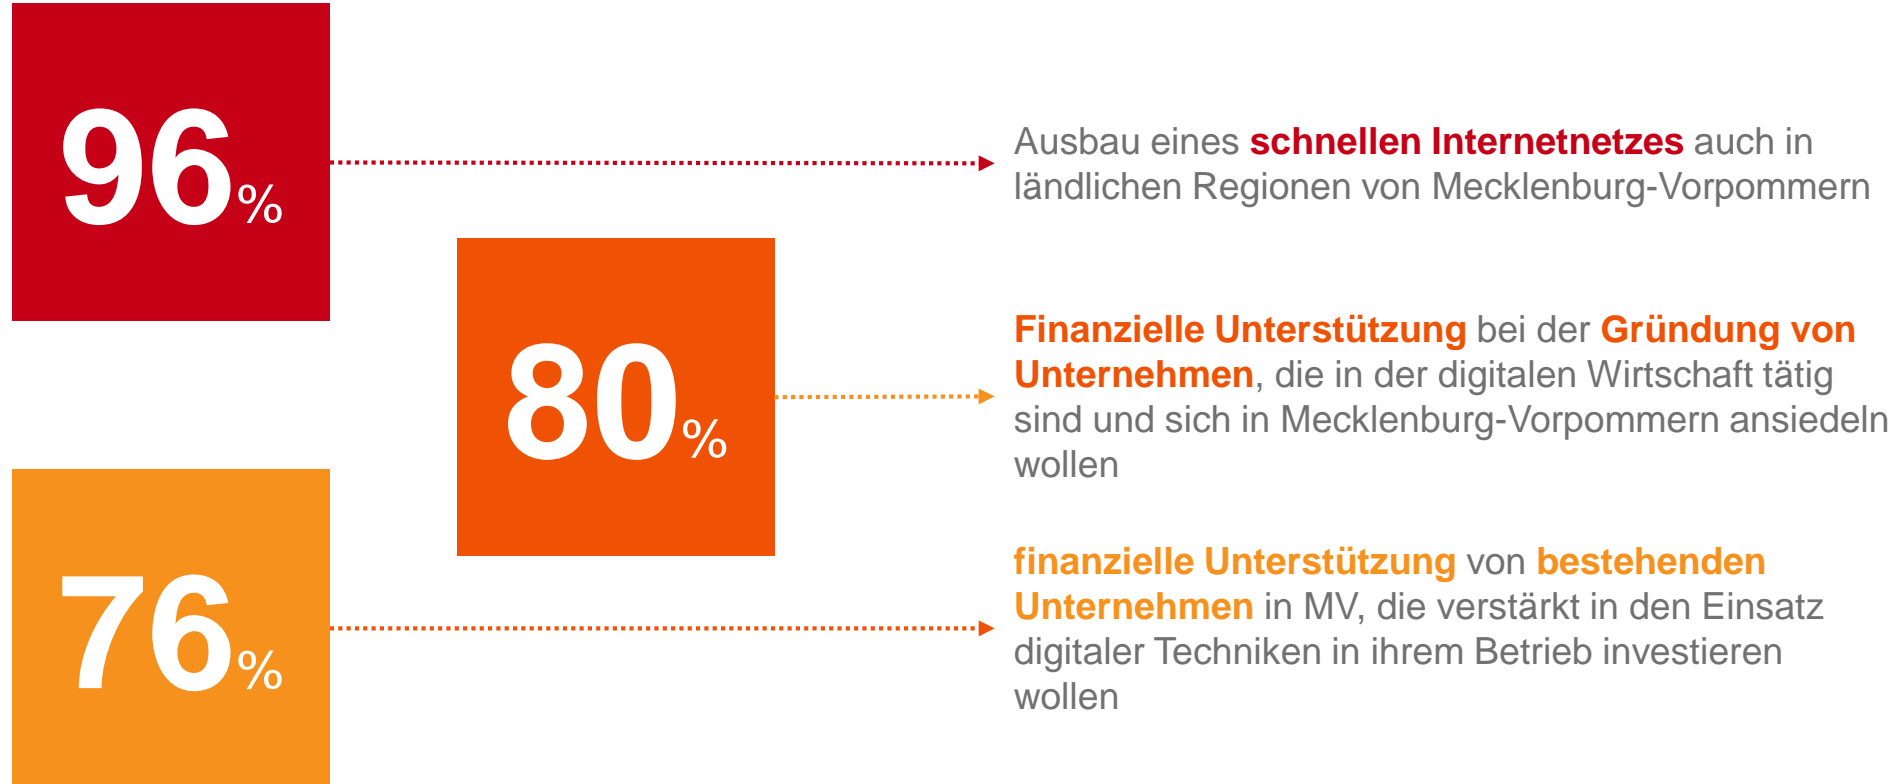 96%
Ausbau eines schnellen Internetnetzes auch in
ländlichen Regionen von Mecklenburg-Vorpommern
80%
Finanzielle Unterstützung bei der Gründung von
Unternehmen, die in der digitalen Wirtschaft tätig
sind und sich in Mecklenburg-Vorpommern ansiedeln
wollen
76%
finanzielle Unterstützung von bestehenden
Unternehmen in MV, die verstärkt in den Einsatz
digitaler Techniken in ihrem Betrieb investieren
wollen